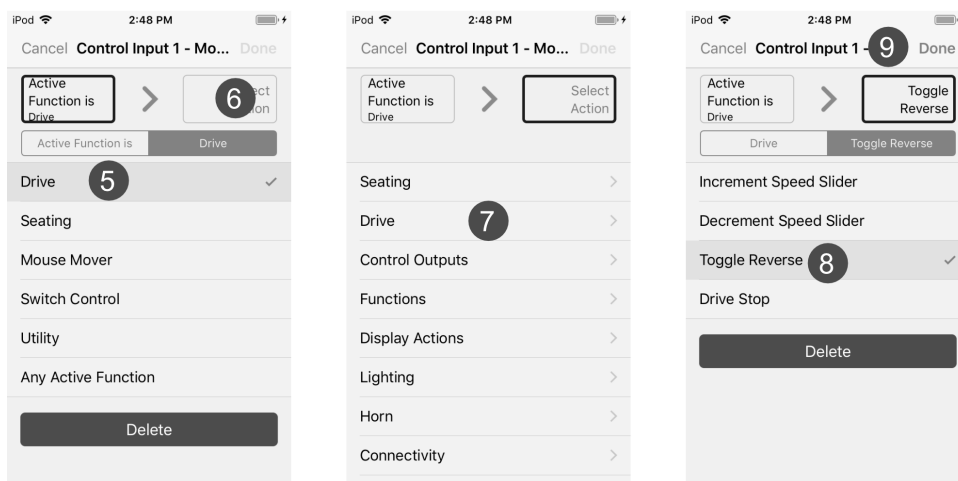 iPod 2:48 PM
Cancel Control Input 1 - Mo... Done
Active
Function is
Drive
ect
ion
6
Active Function is Drive
Drive 5
Seating
Mouse Mover
Switch Control
Utility
Any Active Function
Delete
iPod 2:48 PM
Cancel Control Input 1 - Mo... Done
Active
Function is
Drive
Select
Action
Seating
Drive 7
Control Outputs
Functions
Display Actions
Lighting
Horn
Connectivity
iPod 2:48 PM
Cancel Control Input 1 - 9 Done
Active
Function is
Drive
Toggle
Reverse
Drive Toggle Reverse
Increment Speed Slider
Decrement Speed Slider
Toggle Reverse 8
Drive Stop
Delete